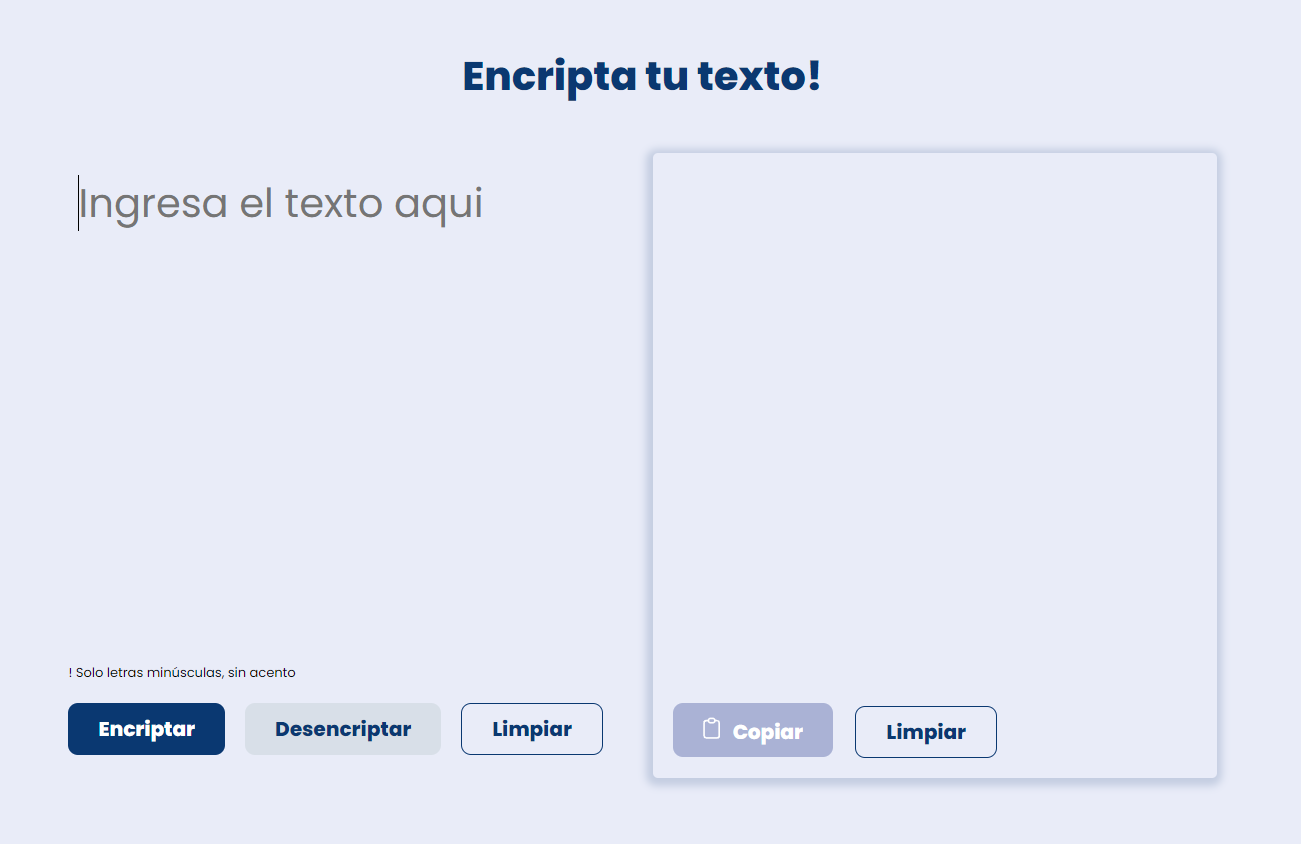 Encripta tu texto!
Ingresa el texto aqui
! Solo letras minúsculas, sin acento
Encriptar
Desencriptar
Limpiar
Copiar
Limpiar